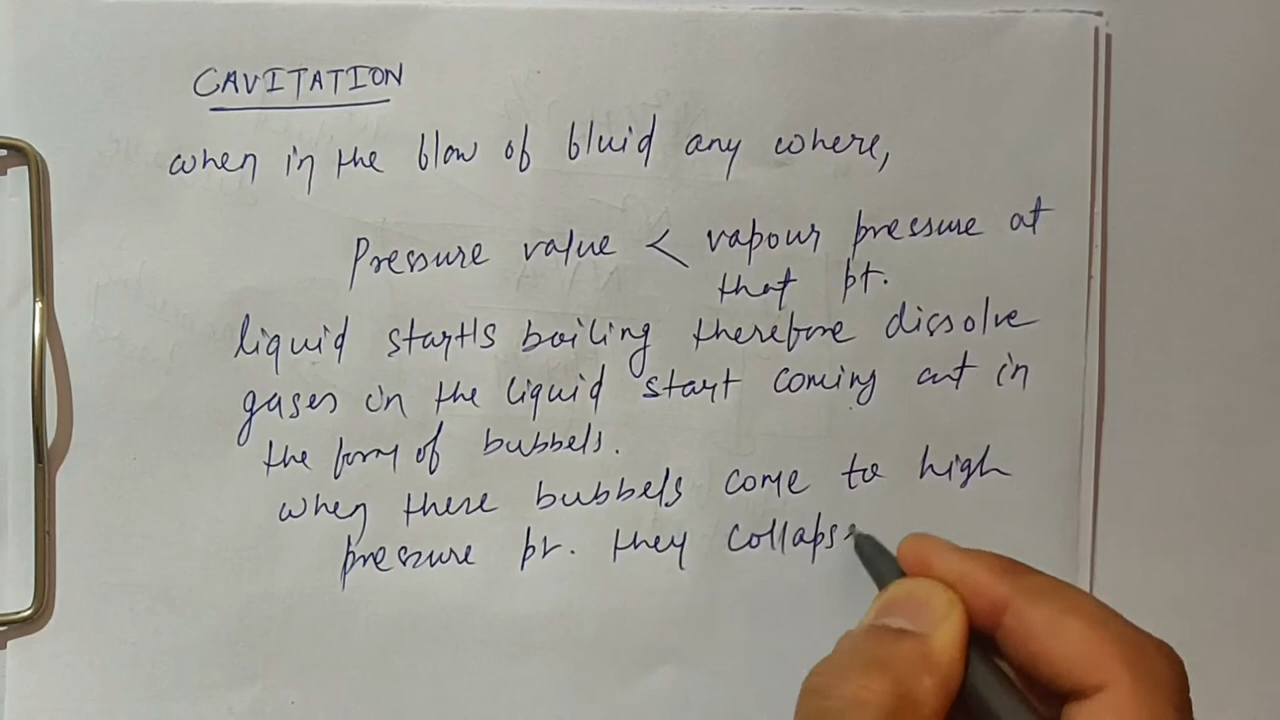 CAVITATION
when in the flow of fluid any where,
Pressure value < vapour pressure at
that pt.
liquid starts boiling therefore dissolve
gases in the liquid start coming out in
the form of bubbels.
when these bubbels come to high
pressure pt. they collaps